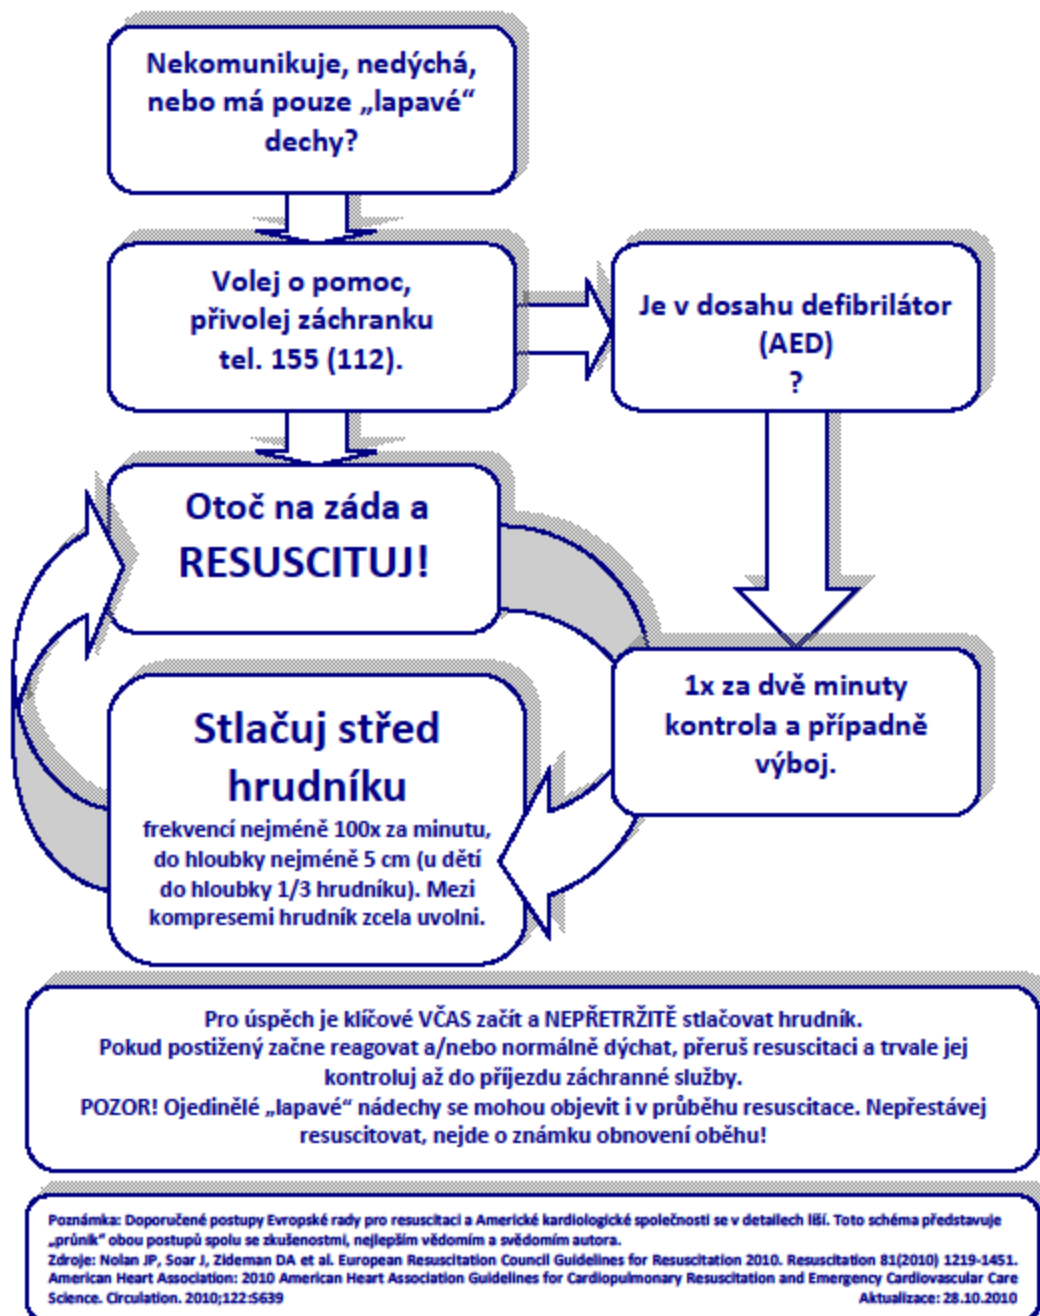 Nekomunikuje, nedýchá,
nebo má pouze „lapavé“
dechy?
Volej o pomoc,
přivolej záchranku
tel. 155 (112).
Je v dosahu defibrilátor
(AED)
?
Otoč na záda a
RESUSCITUJ!
1x za dvě minuty
kontrola a případně
výboj.
Stlačuj střed
hrudníku
frekvencí nejméně 100x za minutu,
do hloubky nejméně 5 cm (u dětí
do hloubky 1/3 hrudníku). Mezi
kompresemi hrudník zcela uvolni.
Pro úspěch je klíčové VČAS začít a NEPŘETRŽITĚ stlačovat hrudník.
Pokud postižený začne reagovat a/nebo normálně dýchat, přeruš resuscitaci a trvale jej
kontroluj až do příjezdu záchranné služby.
POZOR! Ojedinělé „lapavé“ nádechy se mohou objevit i v průběhu resuscitace. Nepřestávej
resuscitovat, nejde o známku obnovení oběhu!
Poznámka: Doporučené postupy Evropské rady pro resuscitaci a Americké kardiologické společnosti se v detailech liší. Toto schéma představuje
„průnik“ obou postupů spolu se zkušenostmi, nejlepším vědomím a svědomím autora.
Zdroje: Nolan JP, Soar J, Zideman DA et al. European Resuscitation Council Guidelines for Resuscitation 2010. Resuscitation 81(2010) 1219-1451.
American Heart Association: 2010 American Heart Association Guidelines for Cardiopulmonary Resuscitation and Emergency Cardiovascular Care
Science. Circulation. 2010;122:S639 Aktualizace: 28.10.2010